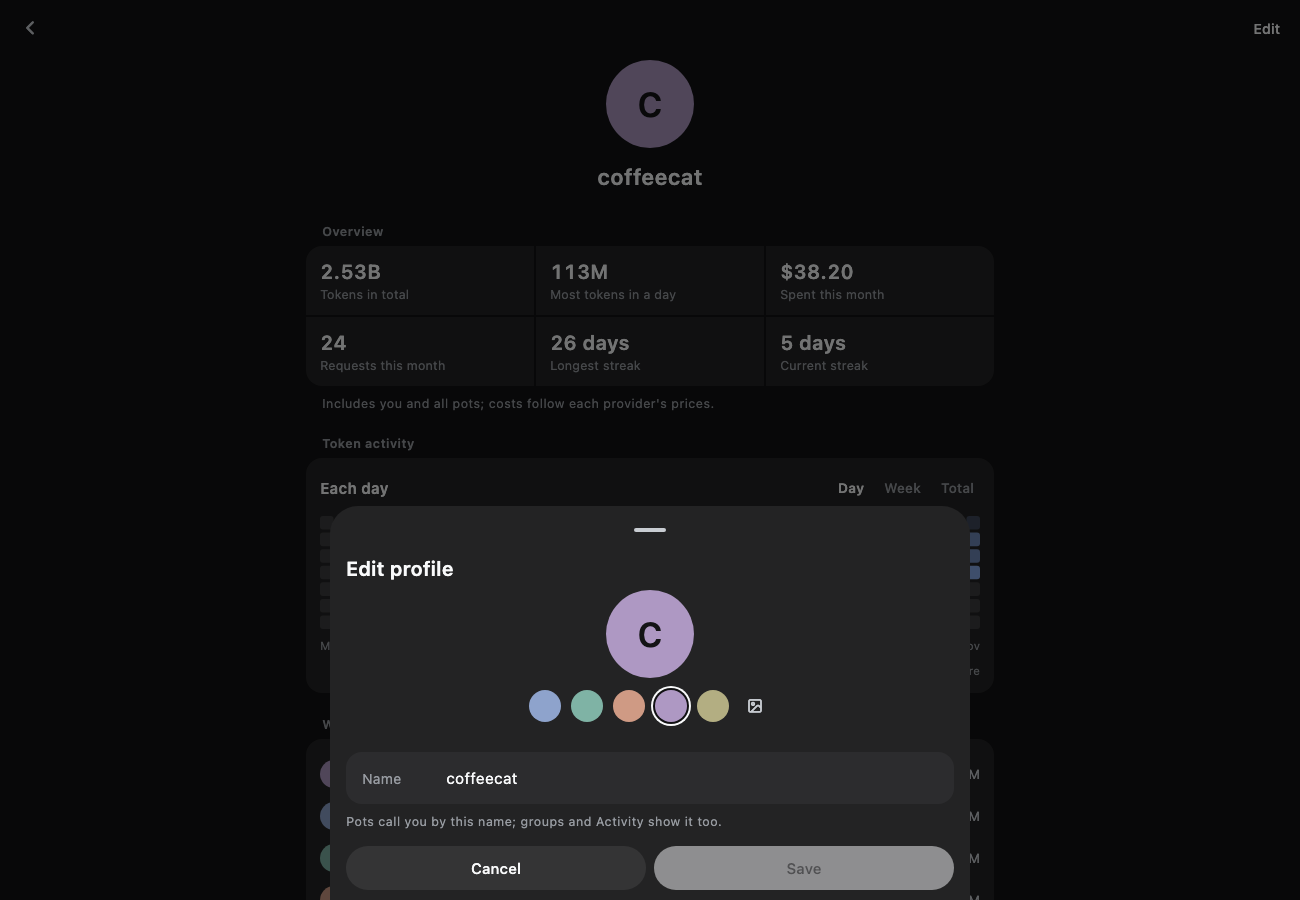 Edit
C
coffeecat
Overview
2.53B
Tokens in total
113M
Most tokens in a day
$38.20
Spent this month
24
Requests this month
26 days
Longest streak
5 days
Current streak
Includes you and all pots; costs follow each provider's prices.
Token activity
Each day
Day Week Total
Edit profile
C
Name coffeecat
Pots call you by this name; groups and Activity show it too.
Cancel
Save